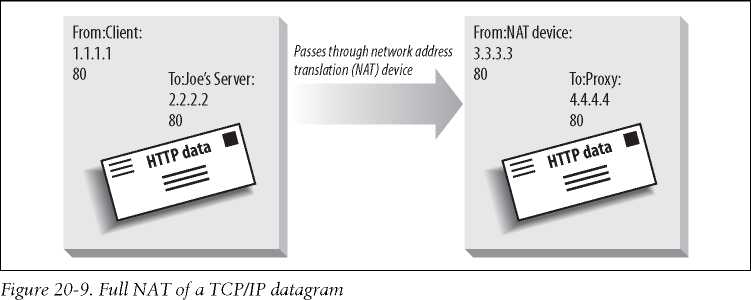 From:Client:
1.1.1.1
80
To:Joe's Server:
2.2.2.2
80
HTTP data
Passes through network address
translation (NAT) device
From:NAT device:
3.3.3.3
80
To:Proxy:
4.4.4.4
80
HTTP data
Figure 20-9. Full NAT of a TCP/IP datagram